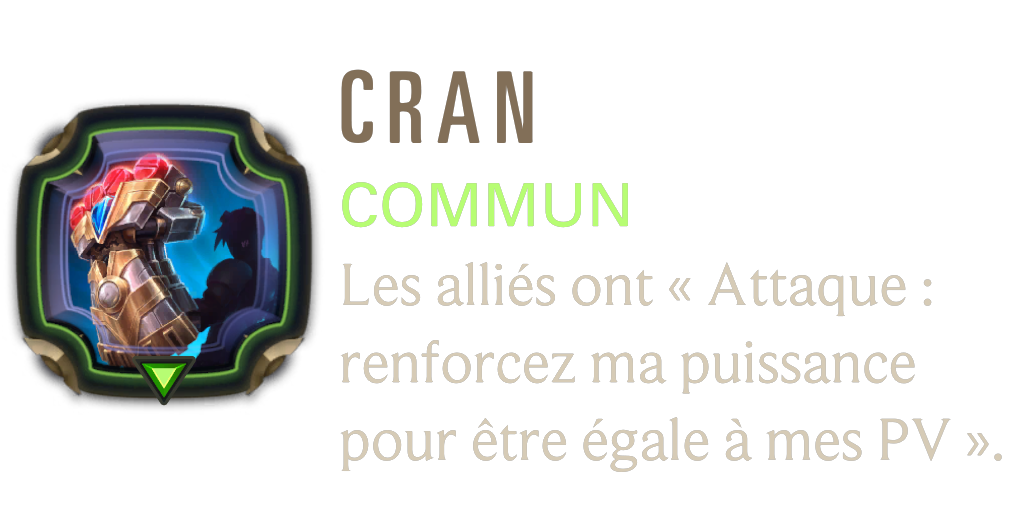 CRAN
COMMUN
Les alliés ont « Attaque :
renforcez ma puissance
pour être égale à mes PV ».